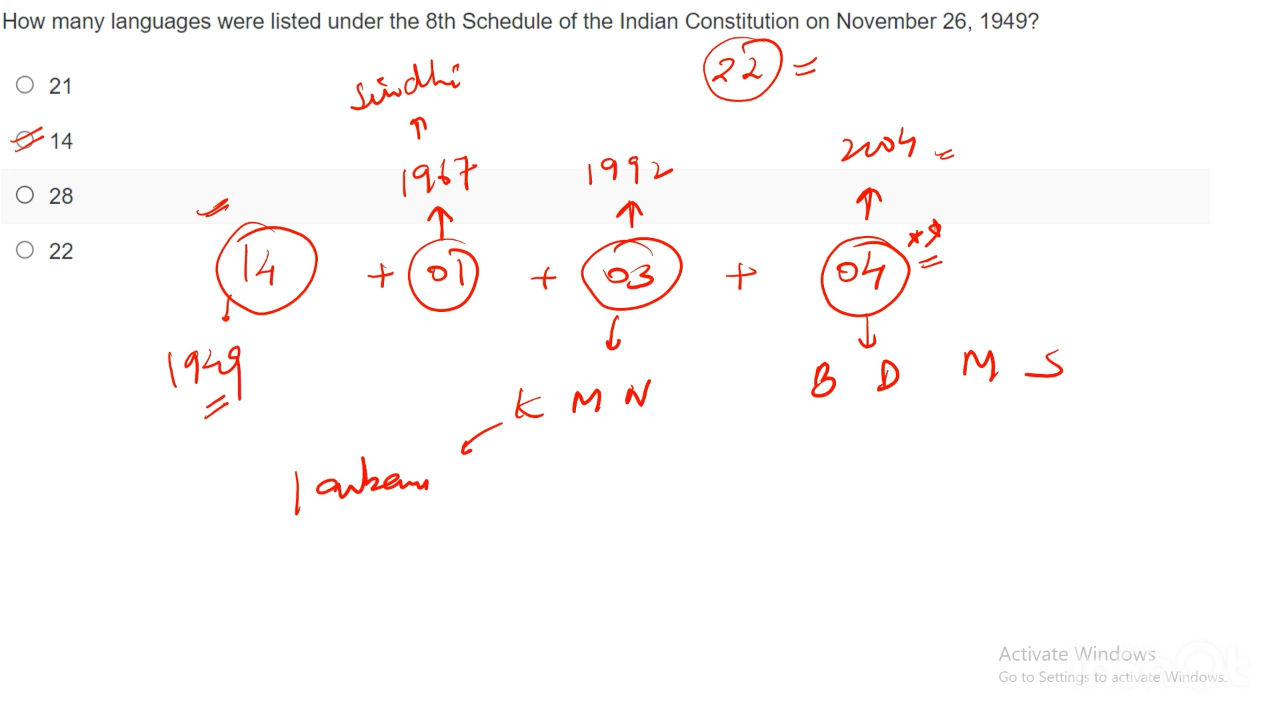 How many languages were listed under the 8th Schedule of the Indian Constitution on November 26, 1949?
22 =
21
sindhi
14
2004 =
1967 1992
28
22
14 + 01 + 03 + 04 ** =
1949
B D M S
K M N
Activate Windows
Go to Settings to activate Windows.